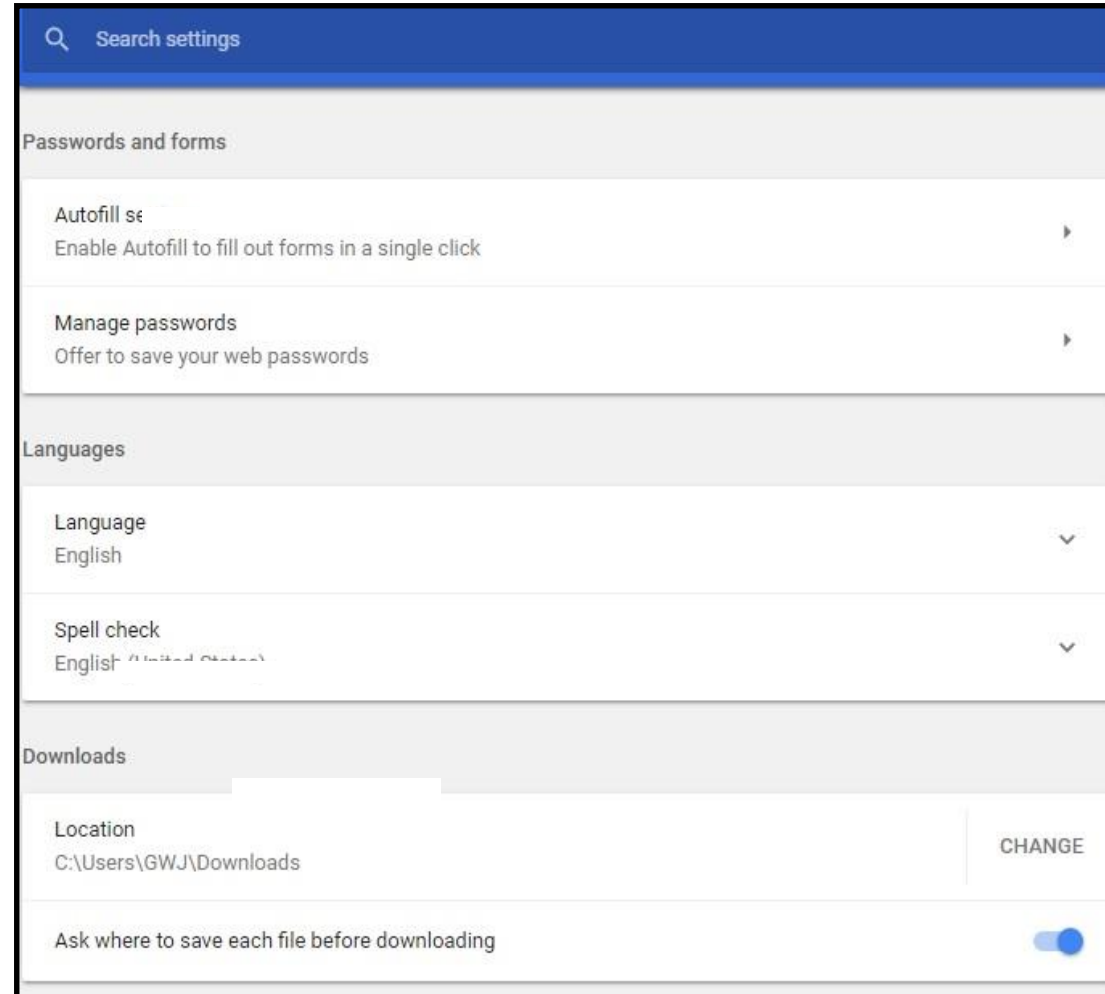 Search settings
Passwords and forms
Autofill
Enable Autofill to fill out forms in a single click
Manage passwords
Offer to save your web passwords
Languages
Language
English
Spell check
Downloads
Location
C:\Users\GWJ\Downloads
CHANGE
Ask where to save each file before downloading